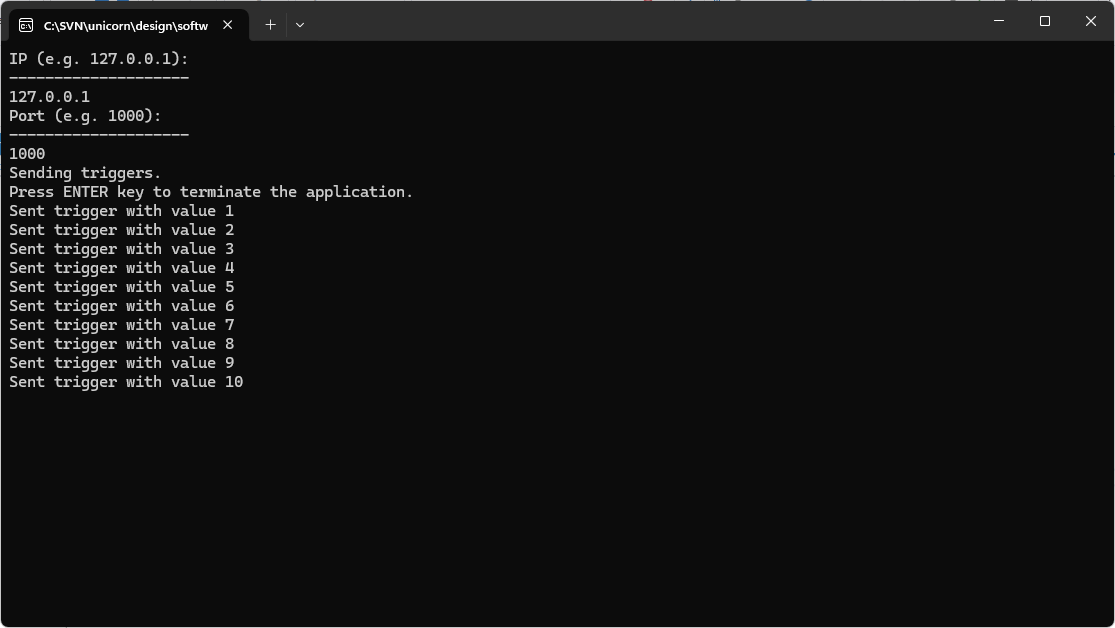 C:\SVN\unicorn\design\softw
IP (e.g. 127.0.0.1):
--------------------
127.0.0.1
Port (e.g. 1000):
--------------------
1000
Sending triggers.
Press ENTER key to terminate the application.
Sent trigger with value 1
Sent trigger with value 2
Sent trigger with value 3
Sent trigger with value 4
Sent trigger with value 5
Sent trigger with value 6
Sent trigger with value 7
Sent trigger with value 8
Sent trigger with value 9
Sent trigger with value 10